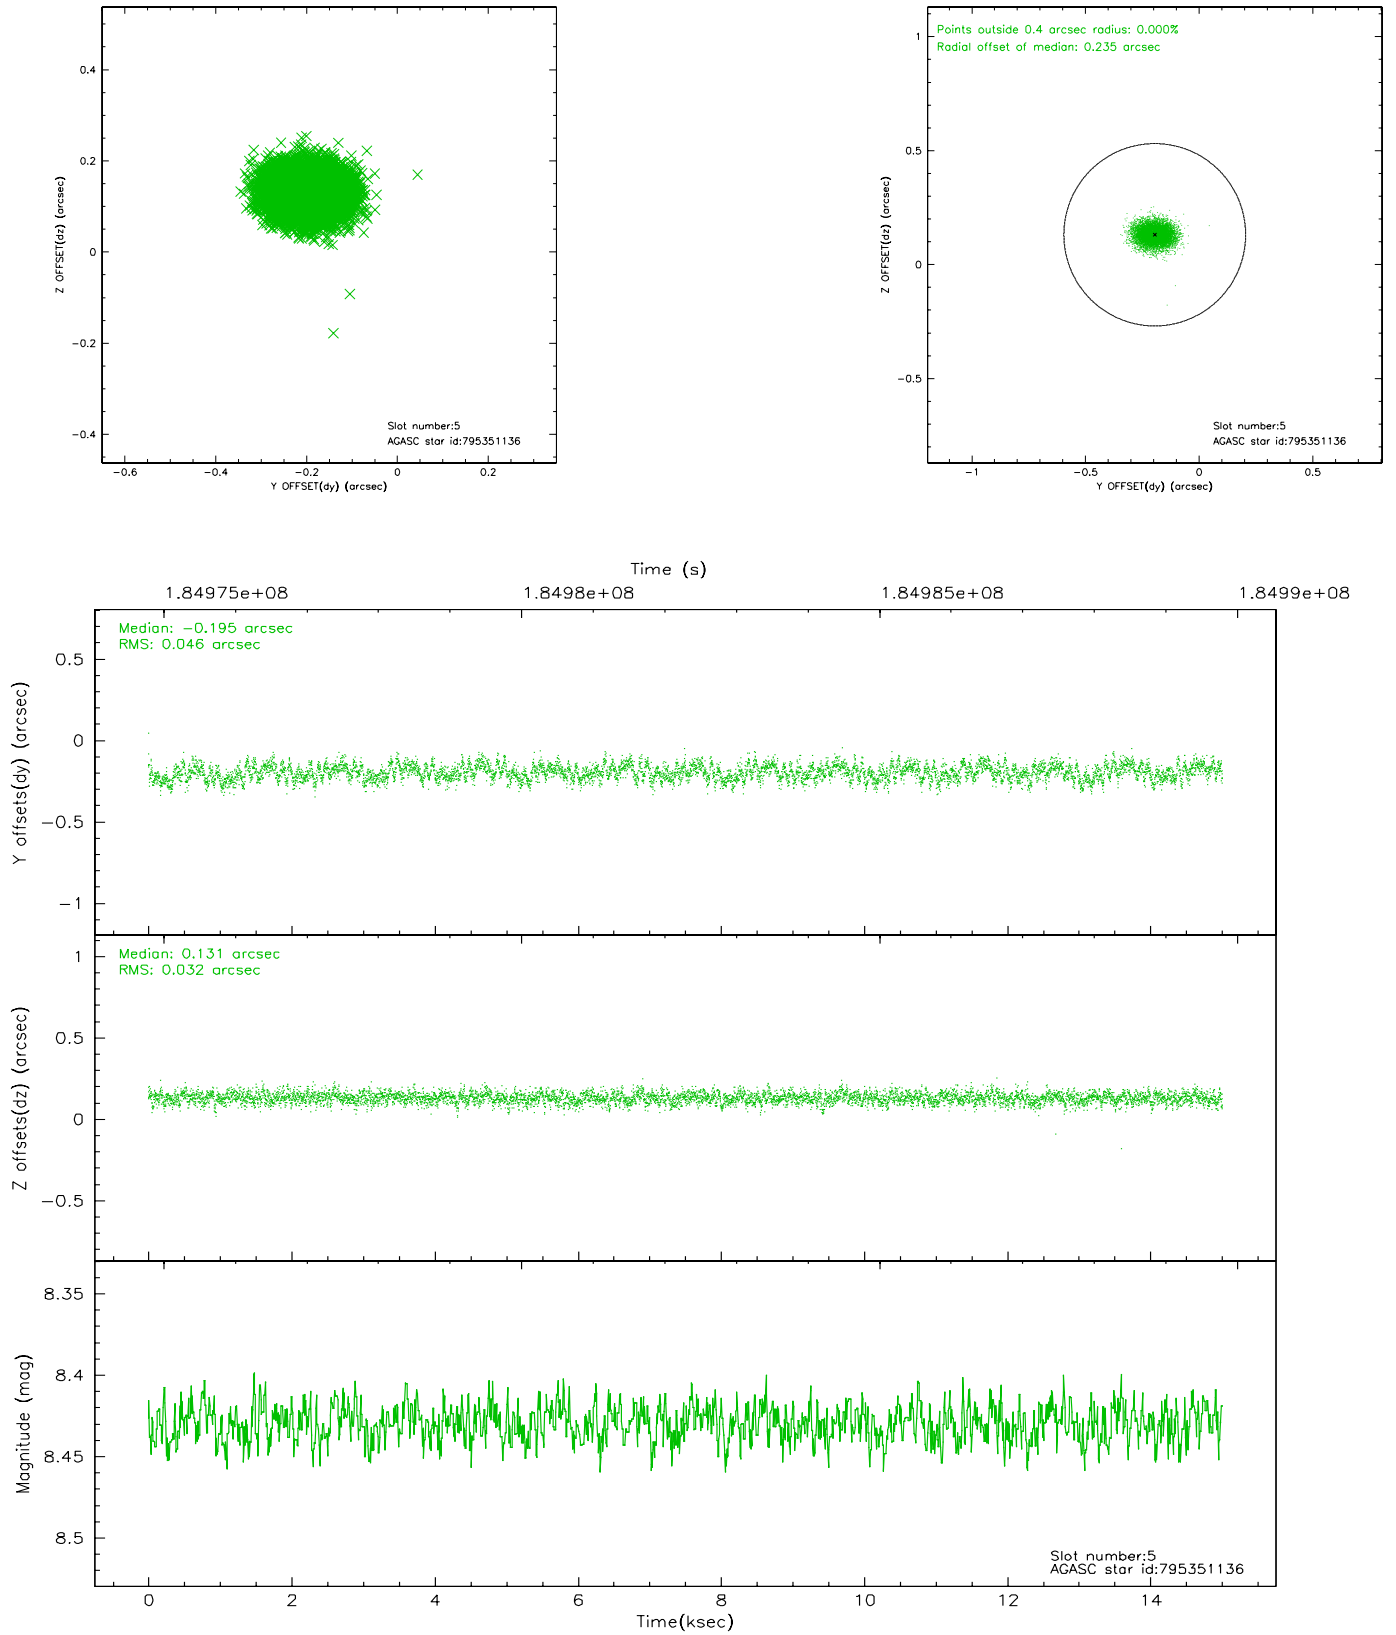 0.4
0.2
0
−0.2
−0.4
Z OFFSET(dz) (arcsec)
−0.6
−0.4
−0.2
0
0.2
Y OFFSET(dy) (arcsec)
Slot number:5
AGASC star id:795351136
Points outside 0.4 arcsec radius: 0.000%
Radial offset of median: 0.235 arcsec
1
0.5
0
−0.5
Z OFFSET(dz) (arcsec)
−1
−0.5
0
0.5
Y OFFSET(dy) (arcsec)
Slot number:5
AGASC star id:795351136
Time (s)
1.84975e+08
1.8498e+08
1.84985e+08
1.8499e+08
Median: −0.195 arcsec
RMS: 0.046 arcsec
0.5
0
−0.5
−1
Y offsets(dy) (arcsec)
Median: 0.131 arcsec
RMS: 0.032 arcsec
1
0.5
0
−0.5
Z offsets(dz) (arcsec)
8.35
8.4
8.45
8.5
Magnitude (mag)
Slot number:5
AGASC star id:795351136
0
2
4
6
8
10
12
14
Time(ksec)